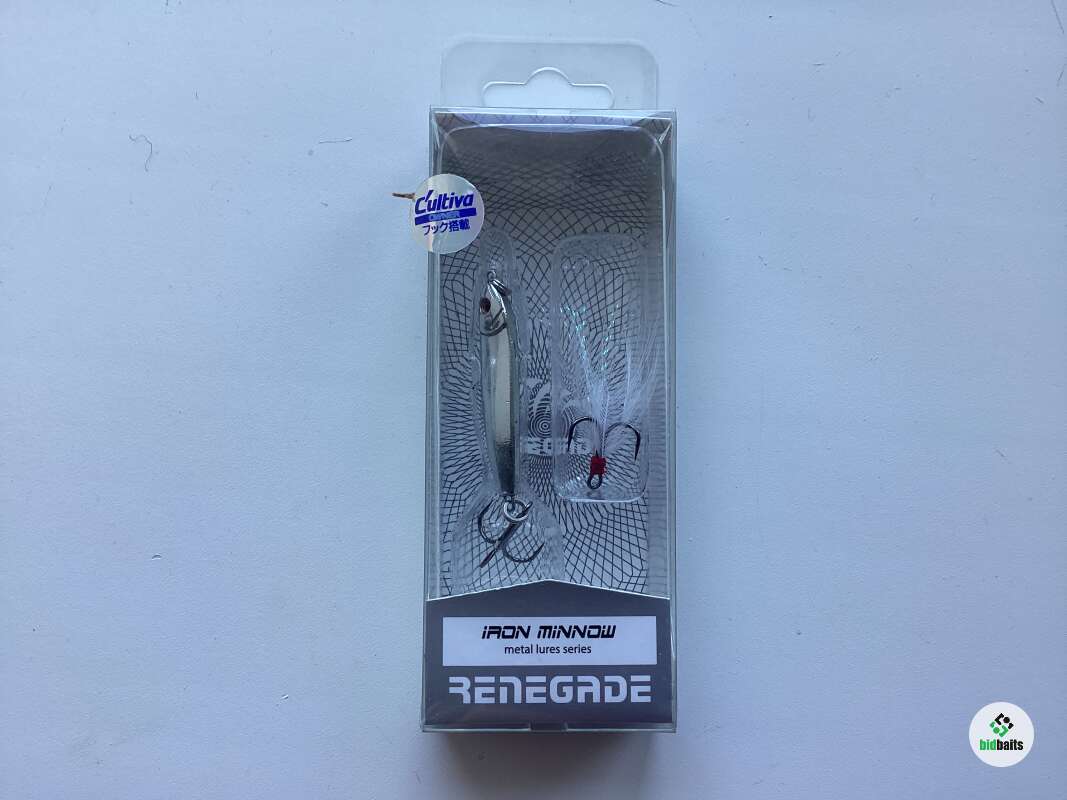 Cultiva
OWNER
フック搭載
IRON MINNOW
metal lures series
RENEGADE
bidbaits